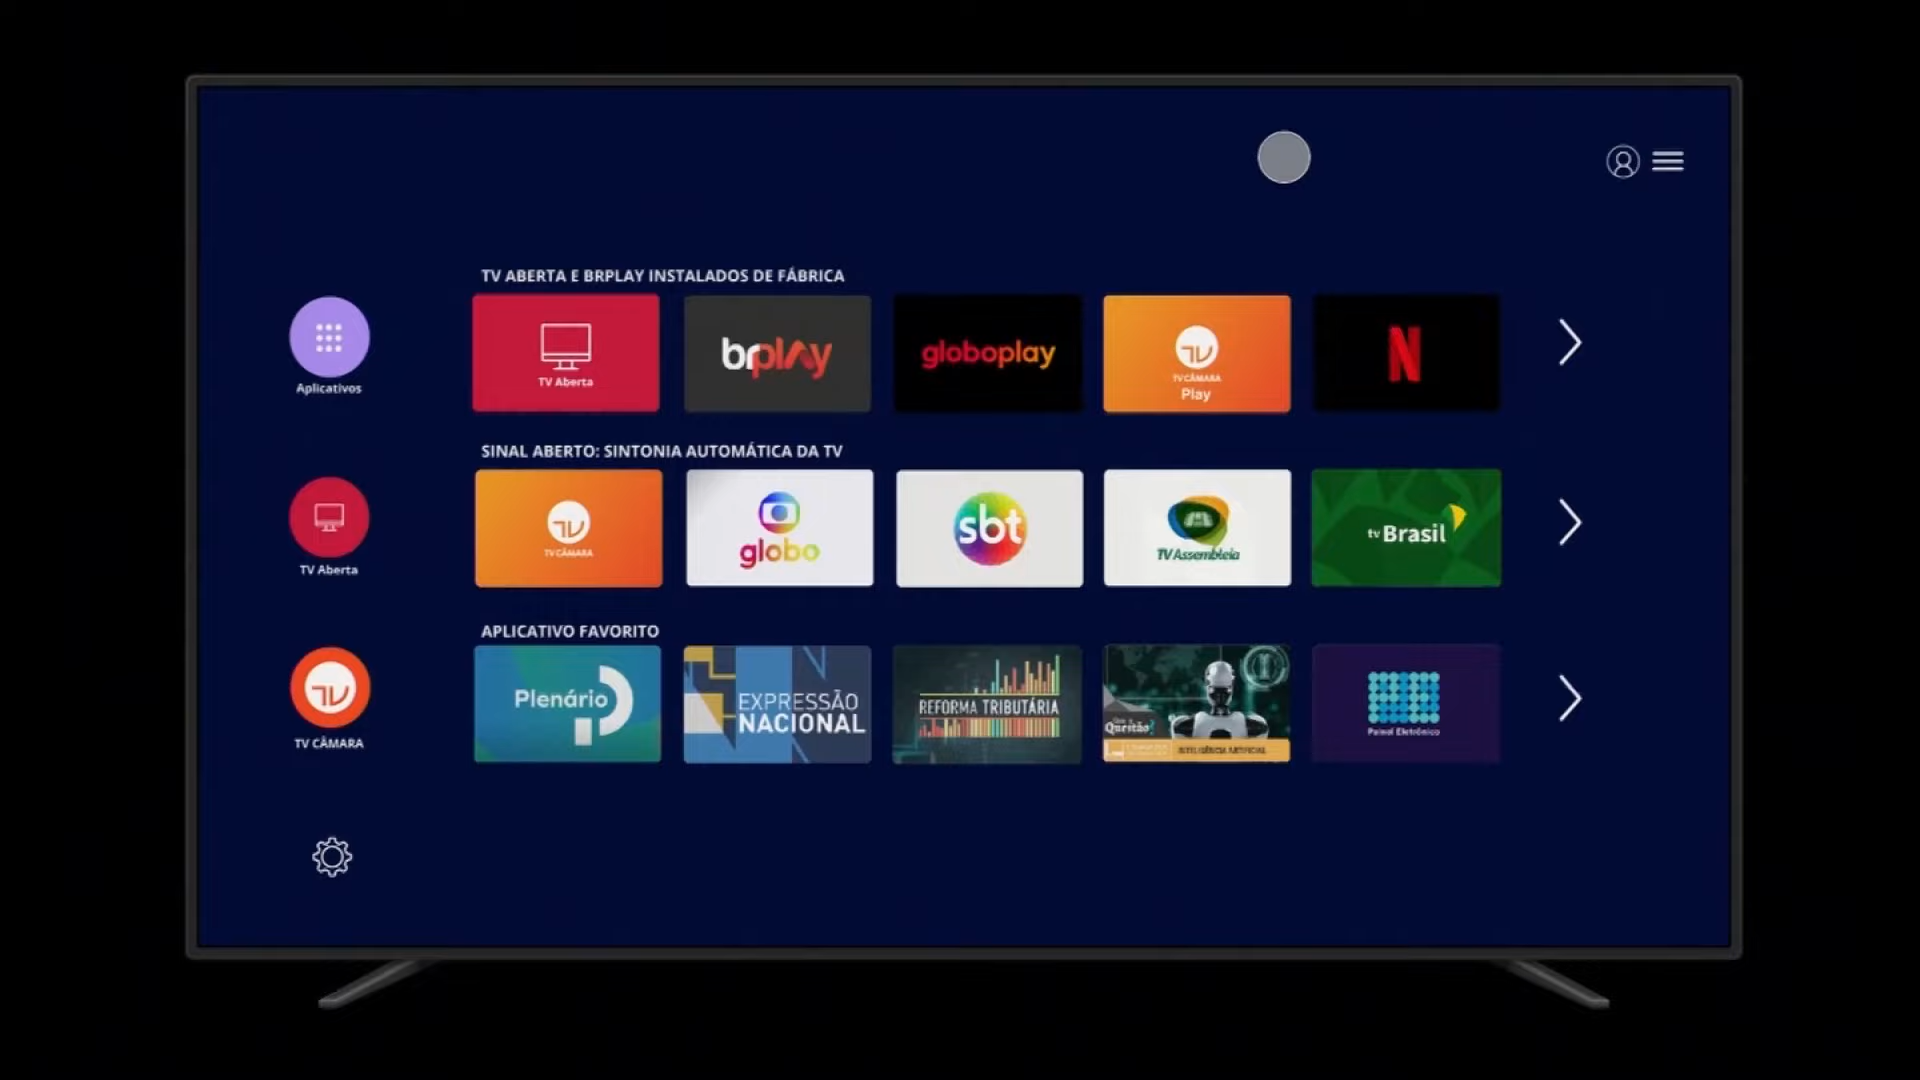 TV ABERTA E BRPLAY INSTALADOS DE FÁBRICA
Aplicativos
TV Aberta
brplay
globoplay
TV CÂMARA
Play
N
SINAL ABERTO: SINTONIA AUTOMÁTICA DA TV
TV Aberta
TV CÂMARA
globo
sbt
TV Assembleia
tv Brasil
APLICATIVO FAVORITO
TV CÂMARA
Plenário
EXPRESSÃO
NACIONAL
REFORMA TRIBUTÁRIA
Questão?
INTELIGÊNCIA ARTIFICIAL
Painel Eletrônico